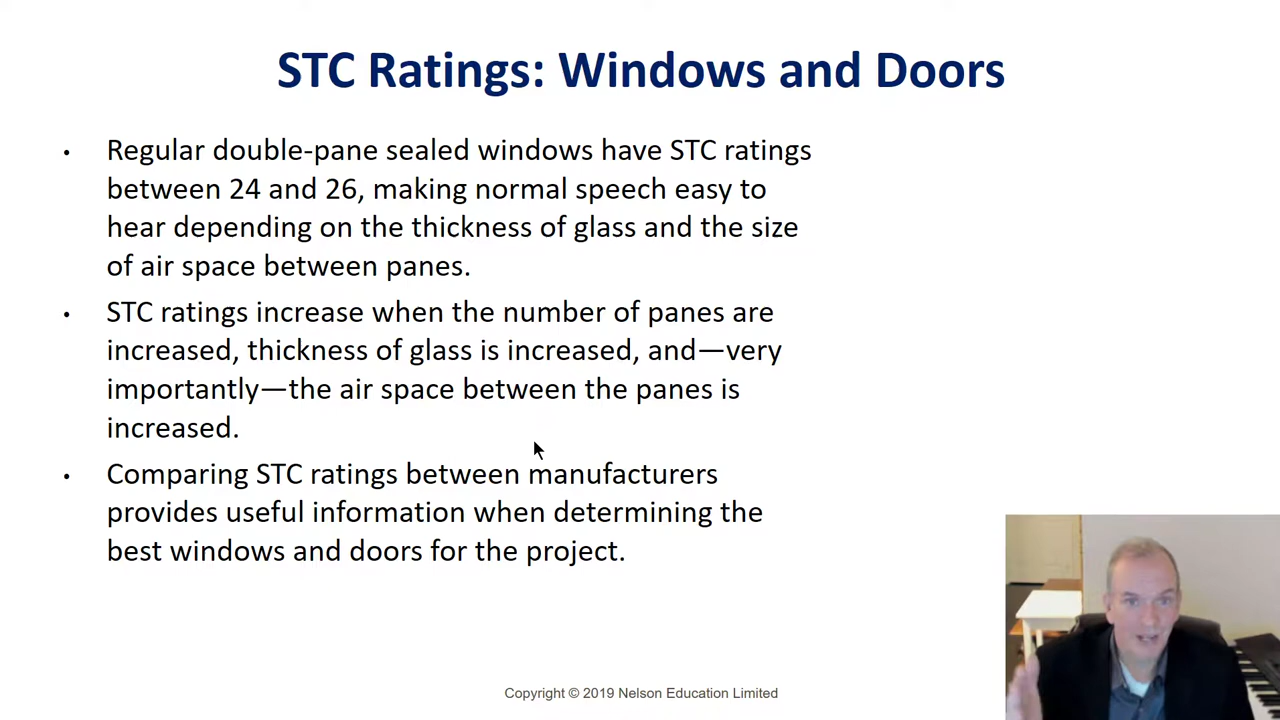 STC Ratings: Windows and Doors
• Regular double-pane sealed windows have STC ratings
between 24 and 26, making normal speech easy to
hear depending on the thickness of glass and the size
of air space between panes.
• STC ratings increase when the number of panes are
increased, thickness of glass is increased, and—very
importantly—the air space between the panes is
increased.
• Comparing STC ratings between manufacturers
provides useful information when determining the
best windows and doors for the project.
Copyright © 2019 Nelson Education Limited